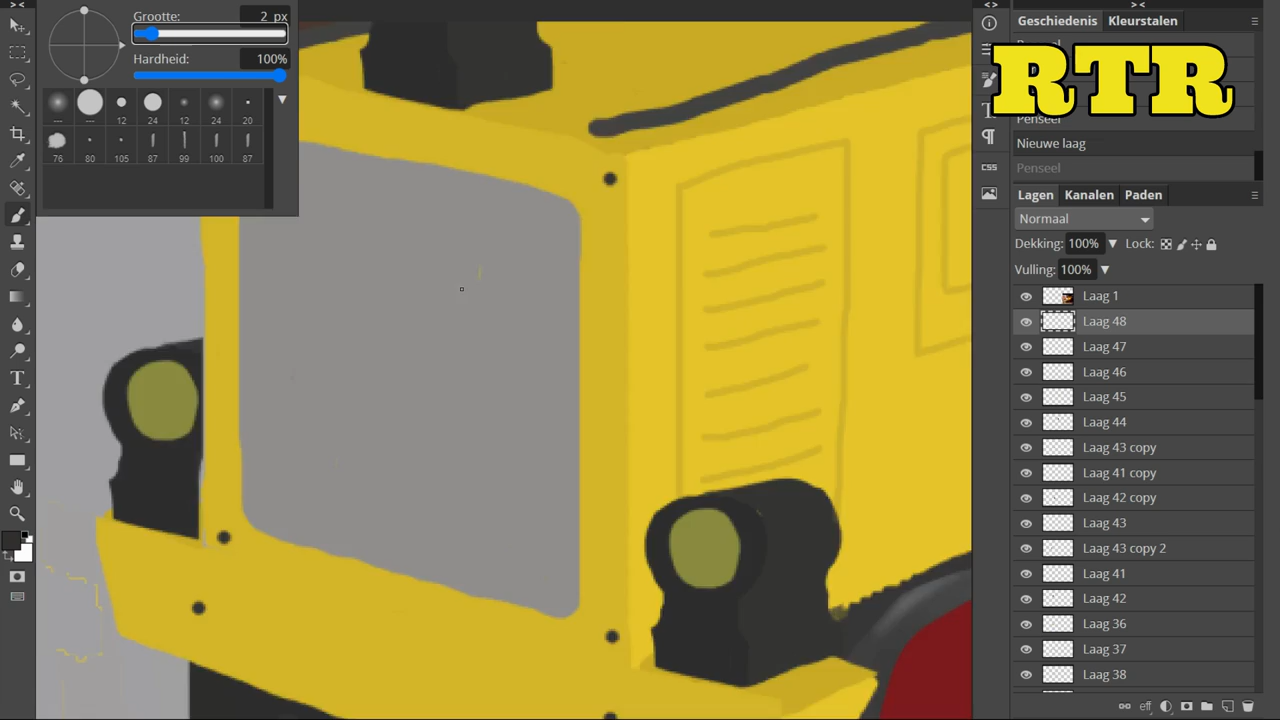 Grootte: 2 px
Hardheid: 100%
--- --- 12 24 12 24 20
76 80 105 87 99 100 87
Geschiedenis Kleurstalen
RTR
Penseel
Nieuwe laag
Penseel
CSS
Lagen Kanalen Paden
Normaal
Dekking: 100% Lock:
Vulling: 100%
Laag 1
Laag 48
Laag 47
Laag 46
Laag 45
Laag 44
Laag 43 copy
Laag 41 copy
Laag 42 copy
Laag 43
Laag 43 copy 2
Laag 41
Laag 42
Laag 36
Laag 37
Laag 38
eff